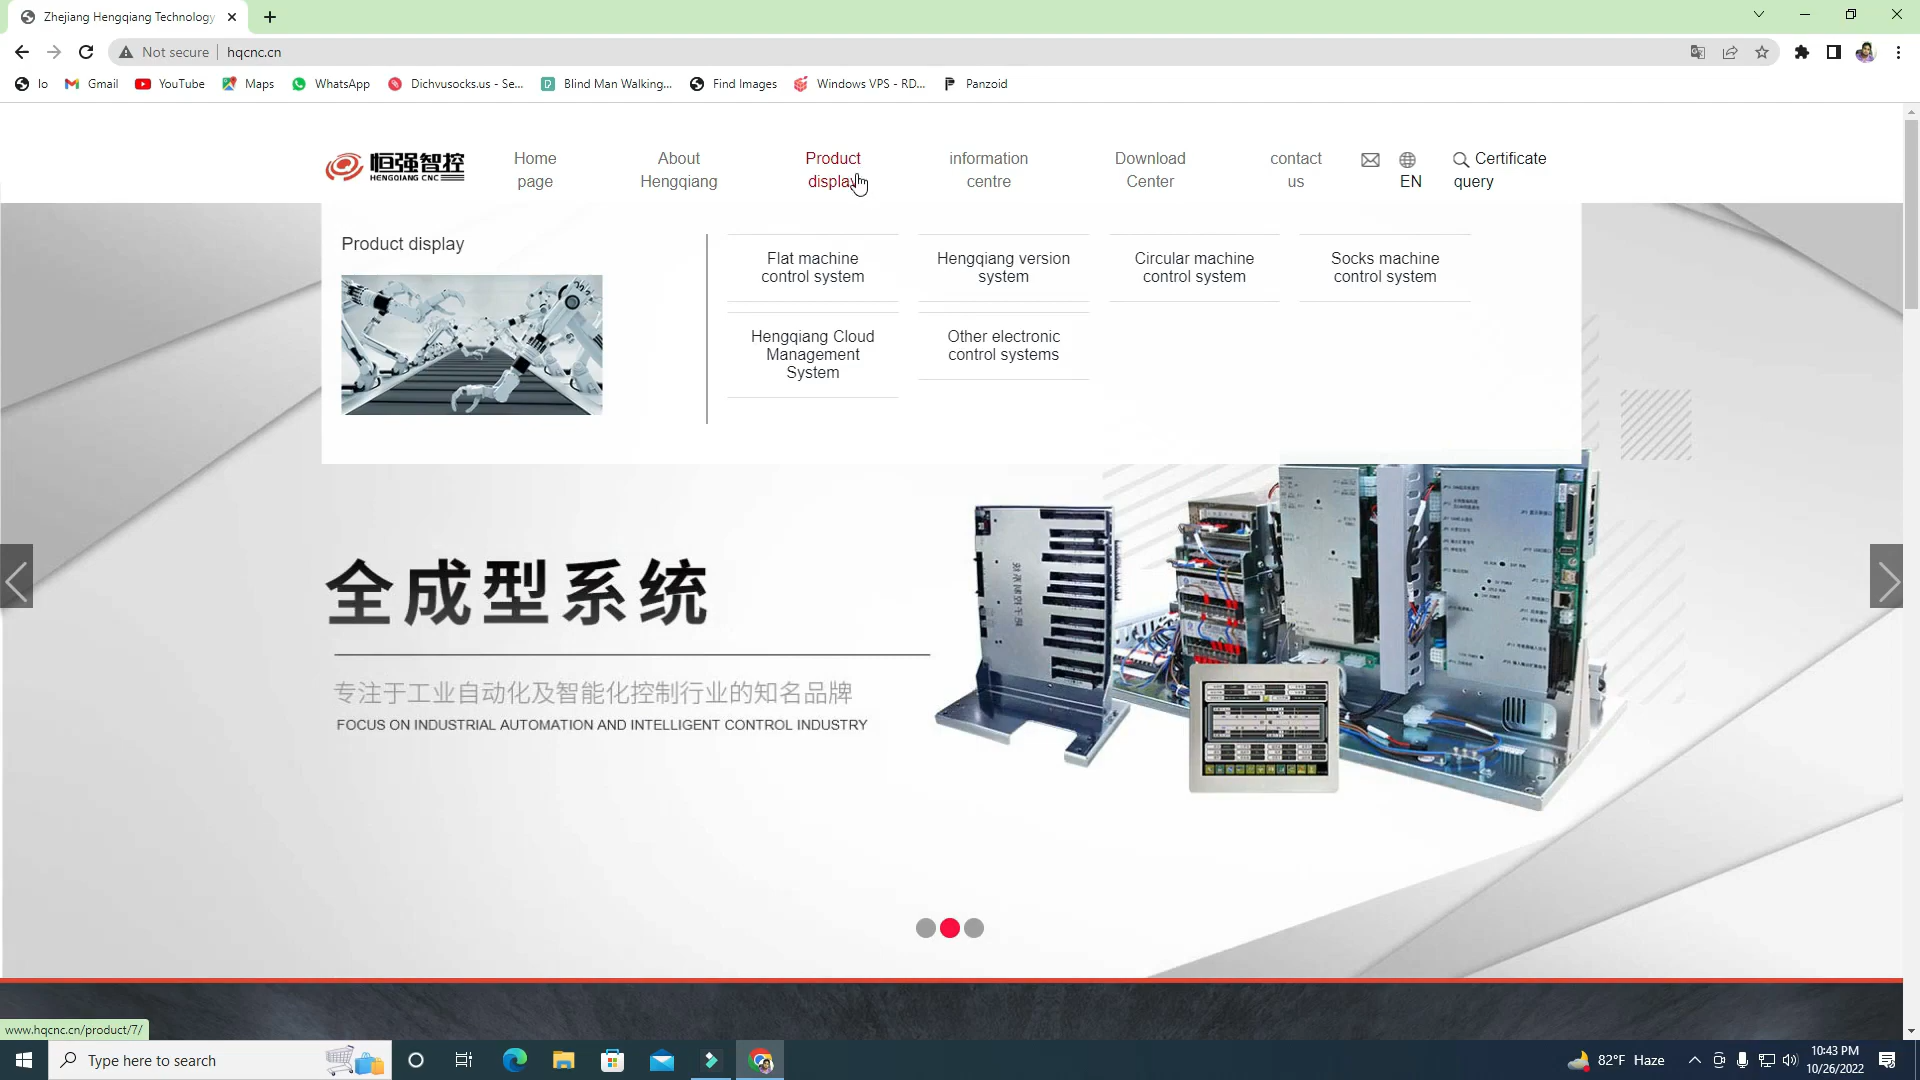 Zhejiang Hengqiang Technology
Not secure
hqcnc.cn
Io
Gmail
YouTube
Maps
WhatsApp
Dichvusocks.us - Se...
Blind Man Walking...
Find Images
Windows VPS - RD...
Panzoid
恒强智控
HENGQIANG CNC
Home
page
About
Hengqiang
Product
display
information
centre
Download
Center
contact
us
EN
Certificate
query
Product display
Flat machine
control system
Hengqiang version
system
Circular machine
control system
Socks machine
control system
Hengqiang Cloud
Management
System
Other electronic
control systems
全成型系统
专注于工业自动化及智能化控制行业的知名品牌
FOCUS ON INDUSTRIAL AUTOMATION AND INTELLIGENT CONTROL INDUSTRY
www.hqcnc.cn/product/7/
Type here to search
82°F Haze
10:43 PM
10/26/2022